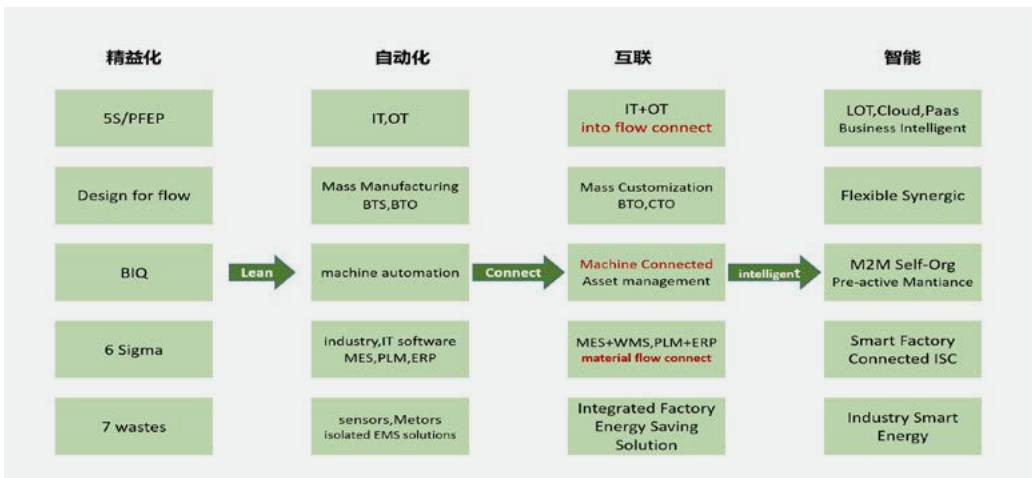 精益化
自动化
互联
智能
5S/PFEP
IT,OT
IT+OT
into flow connect
LOT,Cloud,Paas
Business Intelligent
Design for flow
Mass Manufacturing
BTS,BTO
Mass Customization
BTO,CTO
Flexible Synergic
BIQ
Lean
machine automation
Connect
Machine Connected
Asset management
intelligent
M2M Self-Org
Pre-active Mantiance
6 Sigma
industry,IT software
MES,PLM,ERP
MES+WMS,PLM+ERP
material flow connect
Smart Factory
Connected ISC
7 wastes
sensors,Metors
isolated EMS solutions
Integrated Factory
Energy Saving
Solution
Industry Smart
Energy